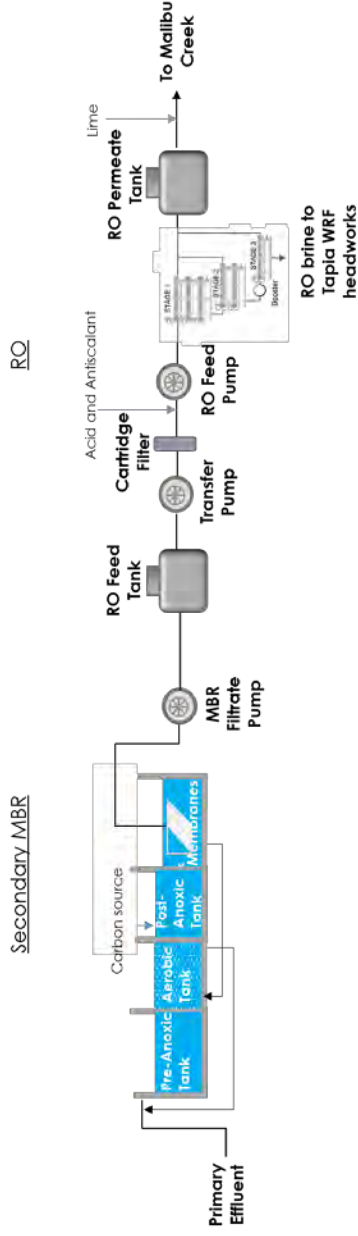 Secondary MBR
RO
Primary
Effluent
Pre-Anoxic
Tank
Aerobic
Tank
Carbon source
Post-
Anoxic
Tank
Membranes
MBR
Filtrate
Pump
RO Feed
Tank
Transfer
Pump
Cartridge
Filter
Acid and Antiscalant
RO Feed
Pump
STAGE 1
STAGE 2
STAGE 3
Booster
RO brine to
Tapia WRF
headworks
RO Permeate
Tank
Lime
To Malibu
Creek